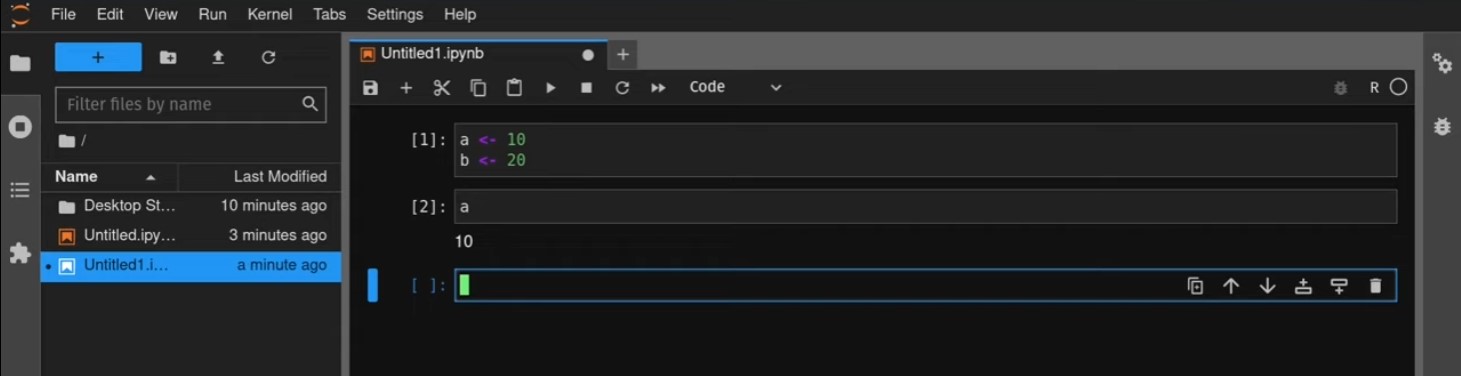 File Edit View Run Kernel Tabs Settings Help
+
Filter files by name
/
Name Last Modified
Desktop St... 10 minutes ago
Untitled.ipy... 3 minutes ago
Untitled1.i... a minute ago
Untitled1.ipynb
Code R
[1]: a <- 10
b <- 20
[2]: a
10
[ ]: